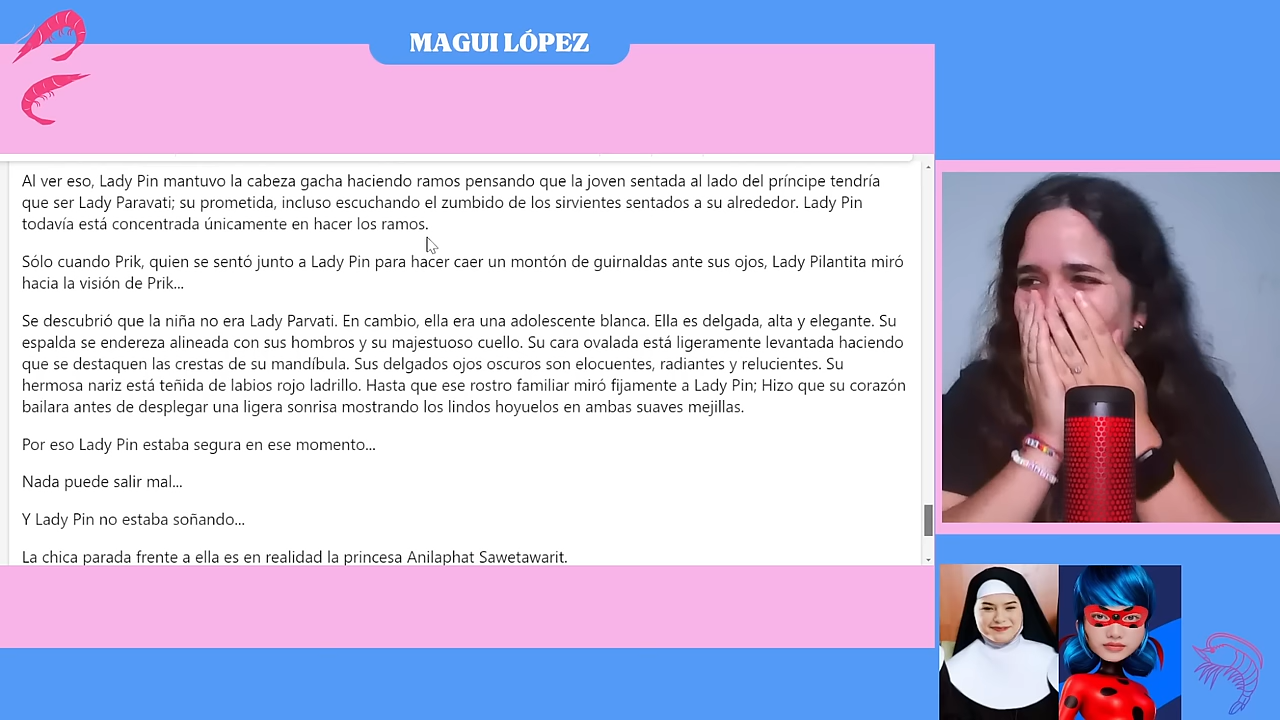 MAGUI LÓPEZ
Al ver eso, Lady Pin mantuvo la cabeza gacha haciendo ramos pensando que la joven sentada al lado del príncipe tendría
que ser Lady Paravati; su prometida, incluso escuchando el zumbido de los sirvientes sentados a su alrededor. Lady Pin
todavía está concentrada únicamente en hacer los ramos.
Sólo cuando Prik, quien se sentó junto a Lady Pin para hacer caer un montón de guirnaldas ante sus ojos, Lady Pilantita miró
hacia la visión de Prik...
Se descubrió que la niña no era Lady Parvati. En cambio, ella era una adolescente blanca. Ella es delgada, alta y elegante. Su
espalda se endereza alineada con sus hombros y su majestuoso cuello. Su cara ovalada está ligeramente levantada haciendo
que se destaquen las crestas de su mandíbula. Sus delgados ojos oscuros son elocuentes, radiantes y relucientes. Su
hermosa nariz está teñida de labios rojo ladrillo. Hasta que ese rostro familiar miró fijamente a Lady Pin; Hizo que su corazón
bailara antes de desplegar una ligera sonrisa mostrando los lindos hoyuelos en ambas suaves mejillas.
Por eso Lady Pin estaba segura en ese momento...
Nada puede salir mal...
Y Lady Pin no estaba soñando...
La chica parada frente a ella es en realidad la princesa Anilaphat Sawetawarit.